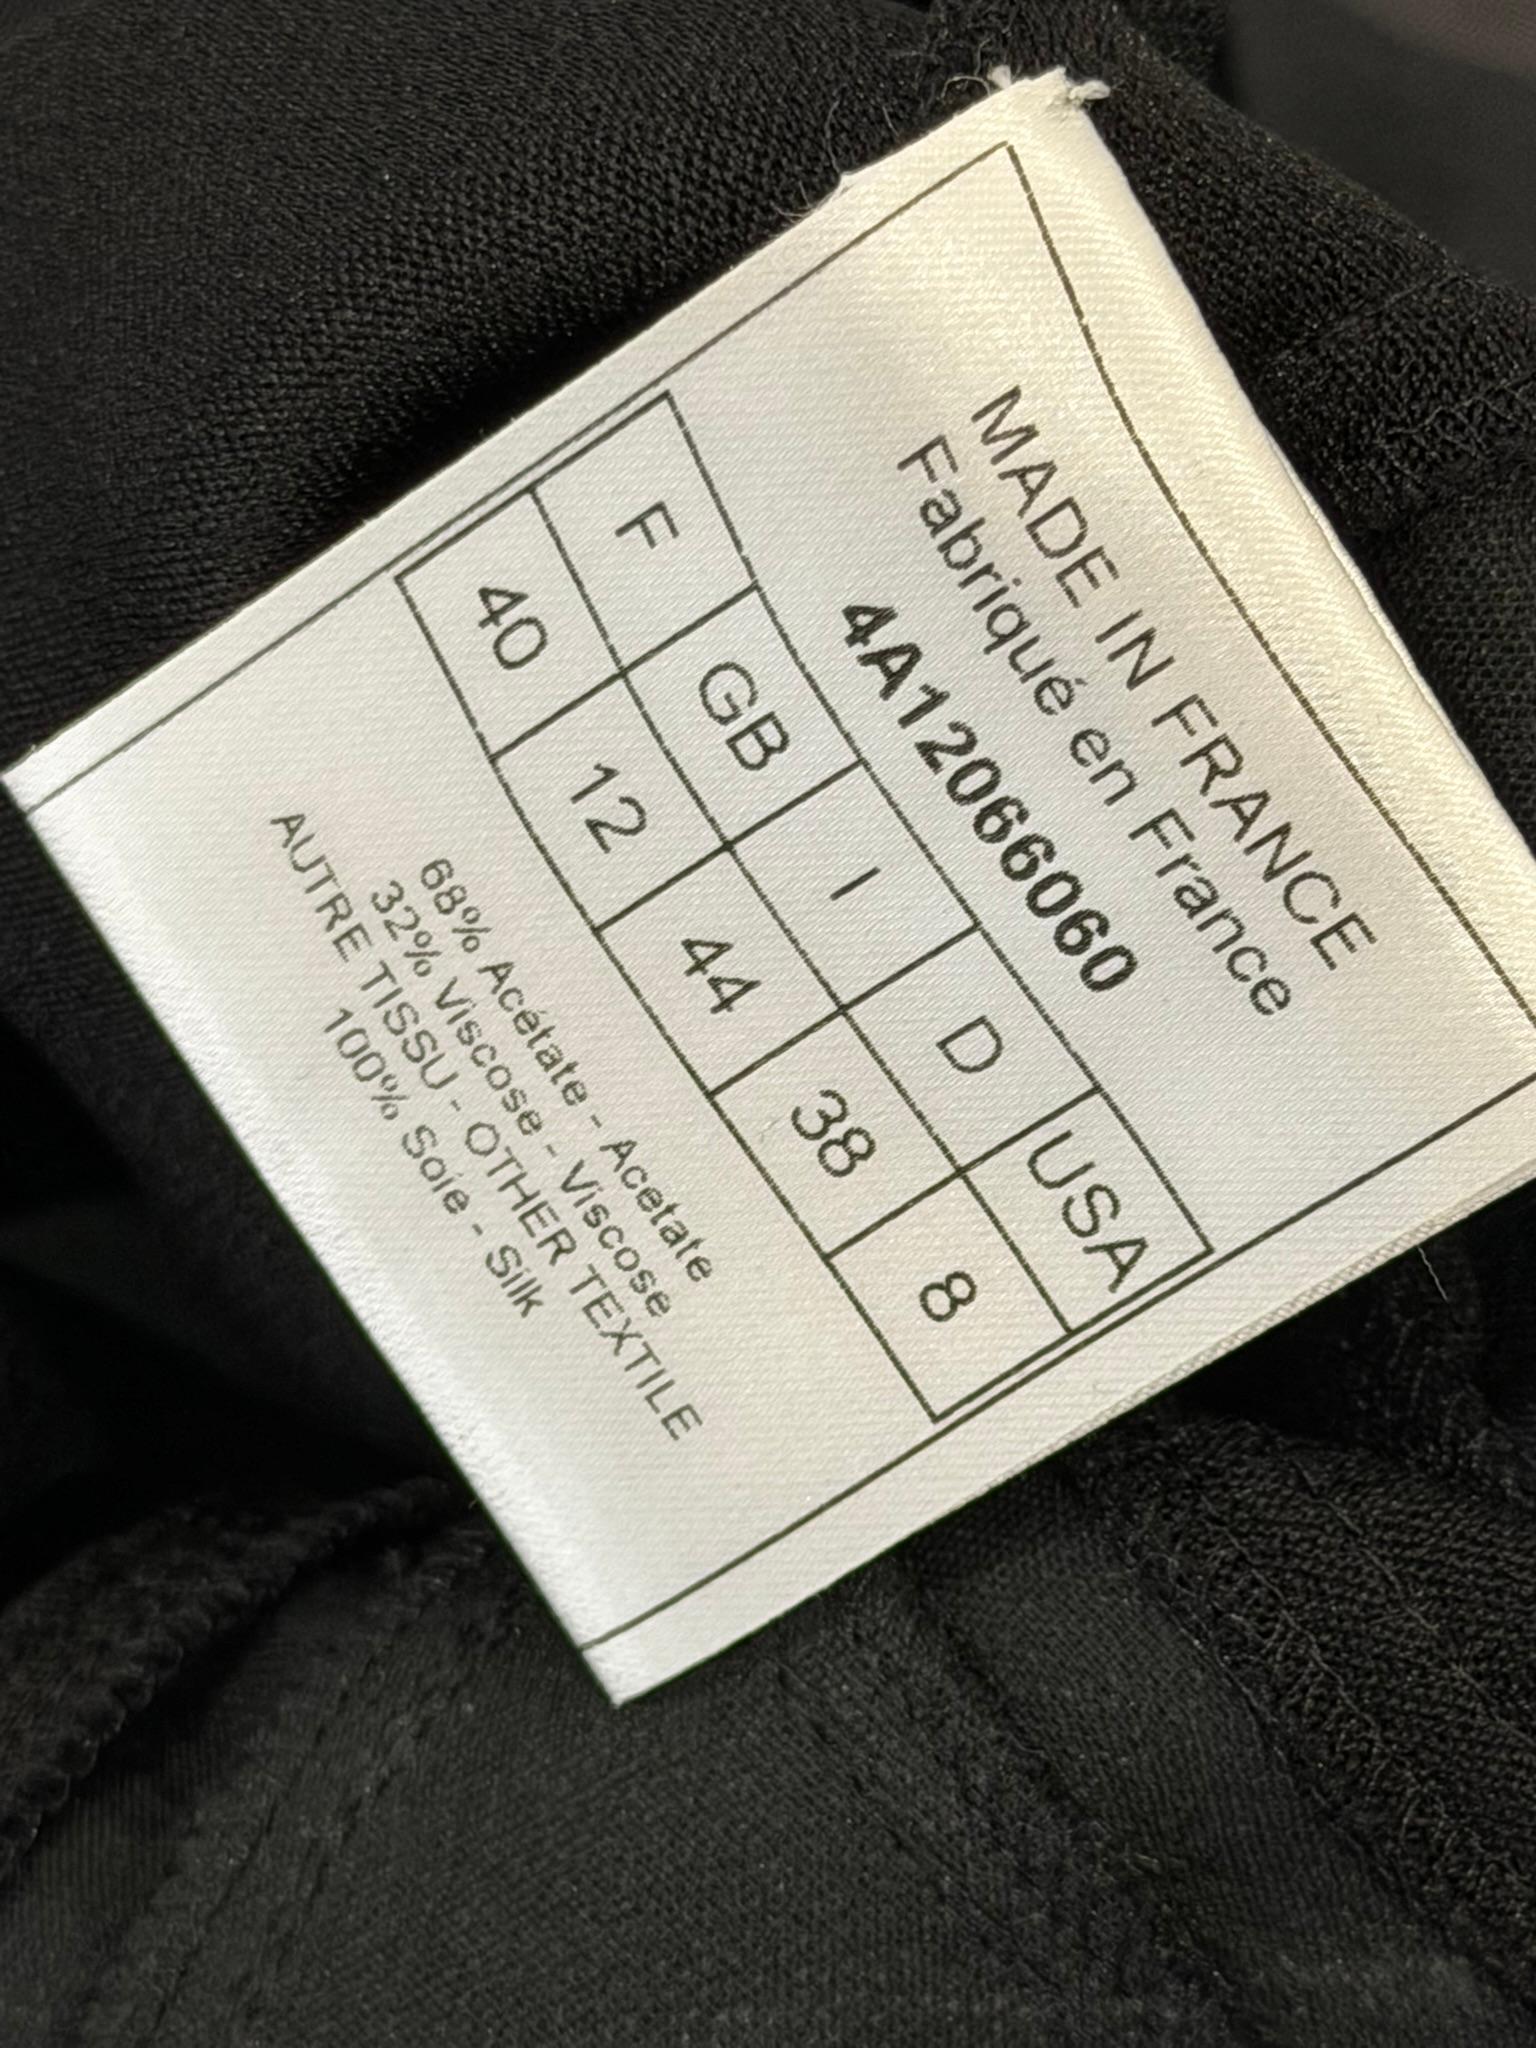 MADE IN FRANCE
Fabriqué en France
4A12066060
F GB I D USA
40 12 44 38 8
68% Acétate - Acetate
32% Viscose - Viscose
AUTRE TISSU - OTHER TEXTILE
100% Soie - Silk